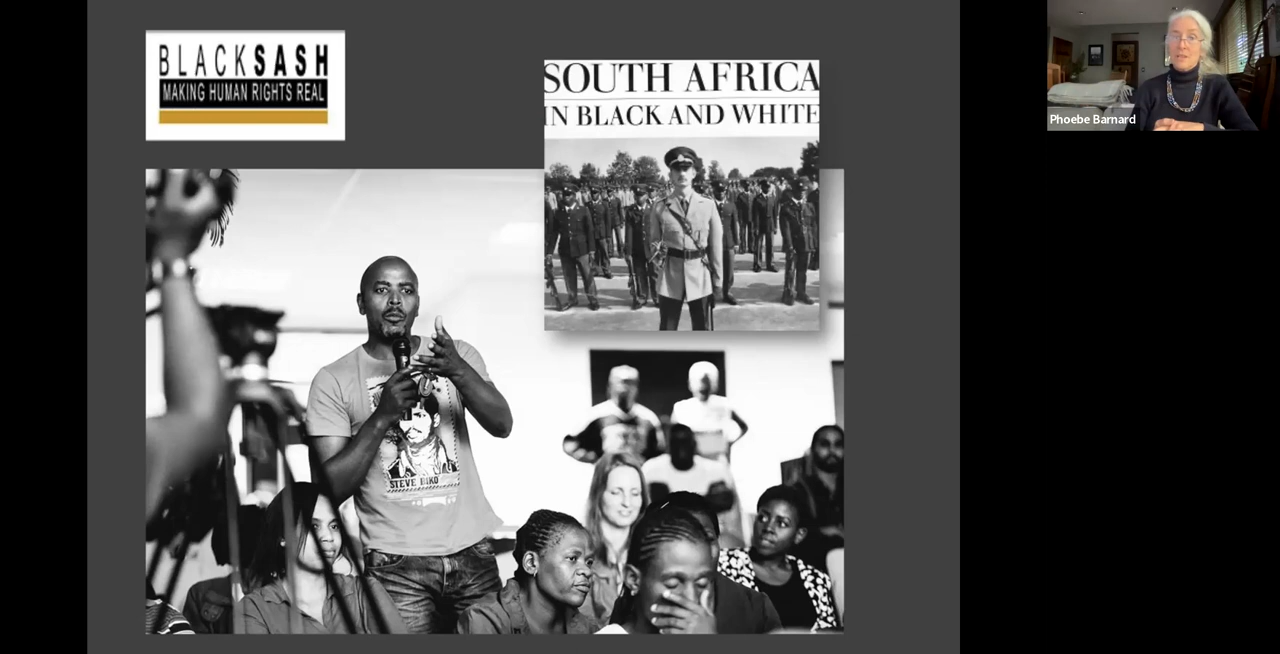 BLACKSASH
MAKING HUMAN RIGHTS REAL
SOUTH AFRICA
IN BLACK AND WHITE
STEVE BIKO
Phoebe Barnard